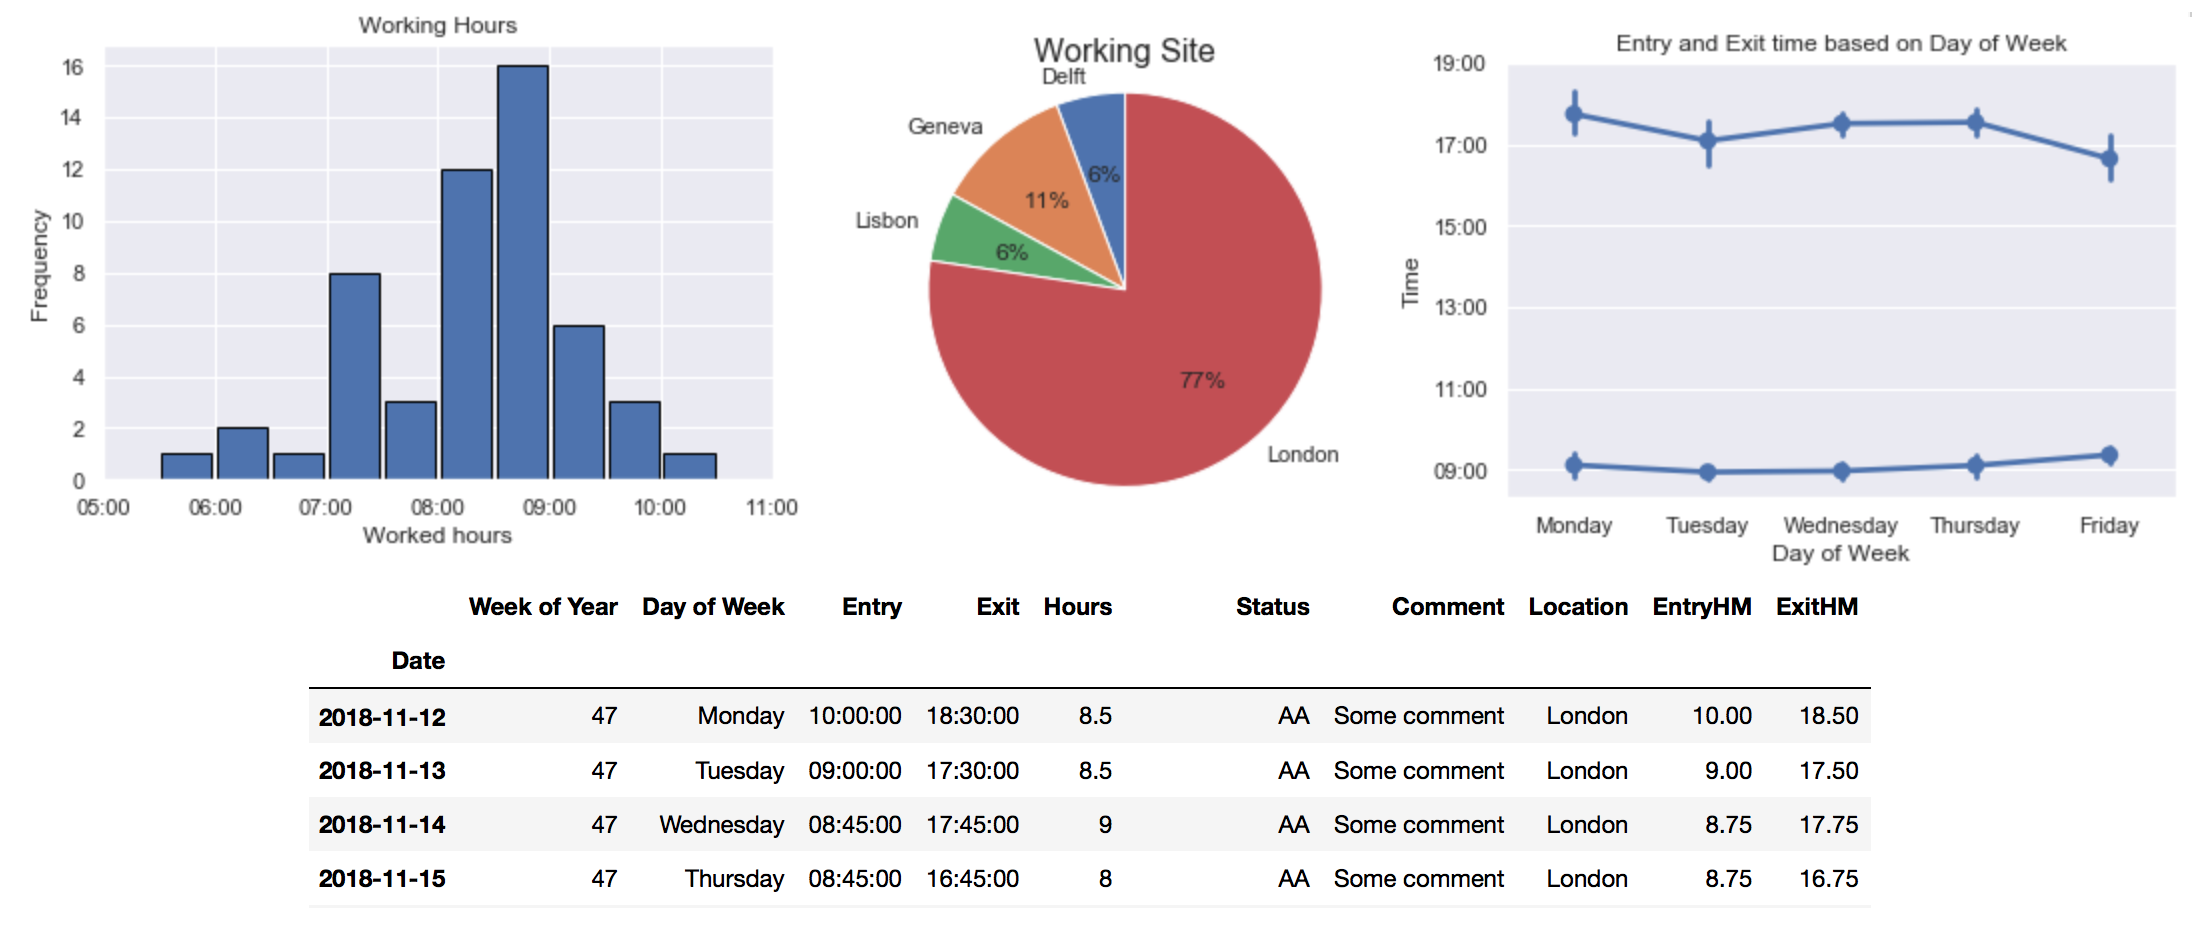 Working Hours
16
14
12
10
8
6
4
2
0
Frequency
05:00 06:00 07:00 08:00 09:00 10:00 11:00
Worked hours
Working Site
Delft
Geneva
Lisbon
London
6%
11%
6%
77%
Entry and Exit time based on Day of Week
19:00
17:00
15:00
13:00
11:00
09:00
Time
Monday Tuesday Wednesday Thursday Friday
Day of Week
Week of Year Day of Week Entry Exit Hours Status Comment Location EntryHM ExitHM
Date
2018-11-12 47 Monday 10:00:00 18:30:00 8.5 AA Some comment London 10.00 18.50
2018-11-13 47 Tuesday 09:00:00 17:30:00 8.5 AA Some comment London 9.00 17.50
2018-11-14 47 Wednesday 08:45:00 17:45:00 9 AA Some comment London 8.75 17.75
2018-11-15 47 Thursday 08:45:00 16:45:00 8 AA Some comment London 8.75 16.75